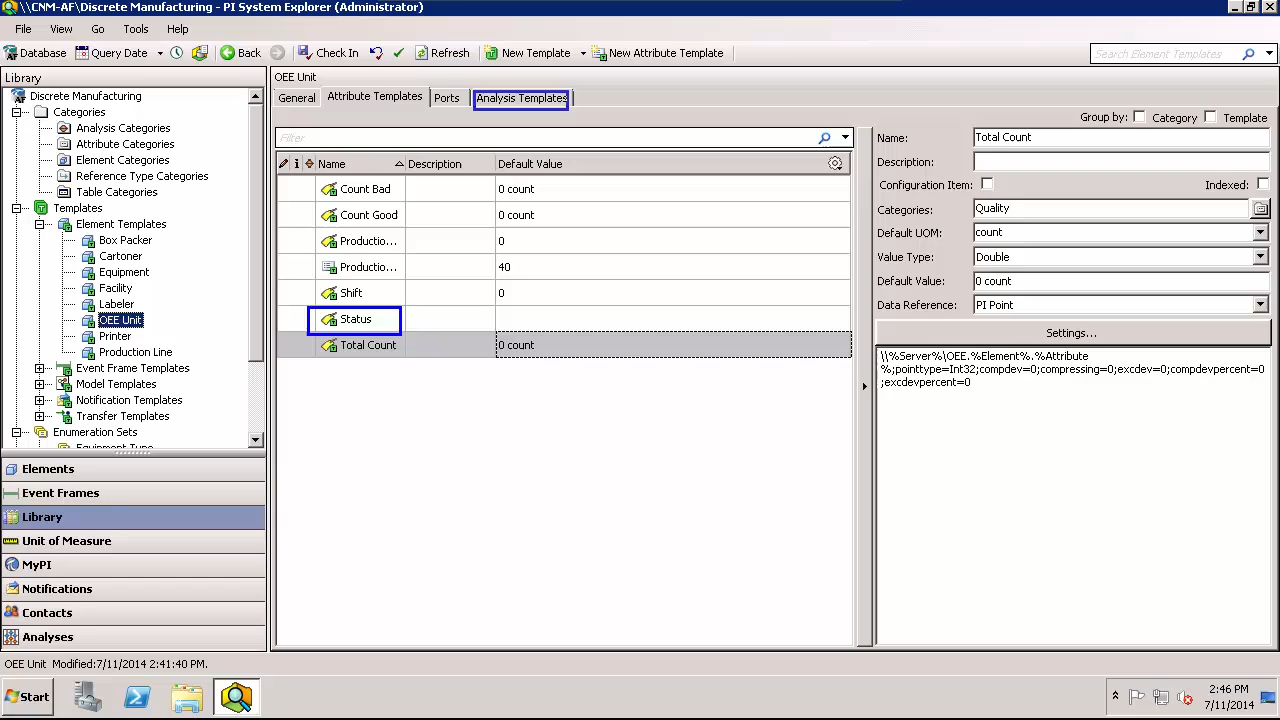 \\CNM-AF\Discrete Manufacturing - PI System Explorer (Administrator)
File View Go Tools Help
Database Query Date Back Check In Refresh New Template New Attribute Template Search Element Templates
Library
Discrete Manufacturing
Categories
Analysis Categories
Attribute Categories
Element Categories
Reference Type Categories
Table Categories
Templates
Element Templates
Box Packer
Cartoner
Equipment
Facility
Labeler
OEE Unit
Printer
Production Line
Event Frame Templates
Model Templates
Notification Templates
Transfer Templates
Enumeration Sets
Equipment Type
Elements
Event Frames
Library
Unit of Measure
MyPI
Notifications
Contacts
Analyses
OEE Unit
General Attribute Templates Ports Analysis Templates
Group by: Category Template
Filter
Name Description Default Value
Count Bad 0 count
Count Good 0 count
Productio... 0
Productio... 40
Shift 0
Status
Total Count 0 count
Name: Total Count
Description:
Configuration Item: Indexed:
Categories: Quality
Default UOM: count
Value Type: Double
Default Value: 0 count
Data Reference: PI Point
Settings...
\\%Server%\OEE.%Element%.%Attribute
%;pointtype=Int32;compdev=0;compressing=0;excdev=0;compdevpercent=0
;excdevpercent=0
OEE Unit Modified:7/11/2014 2:41:40 PM.
Start
2:46 PM
7/11/2014